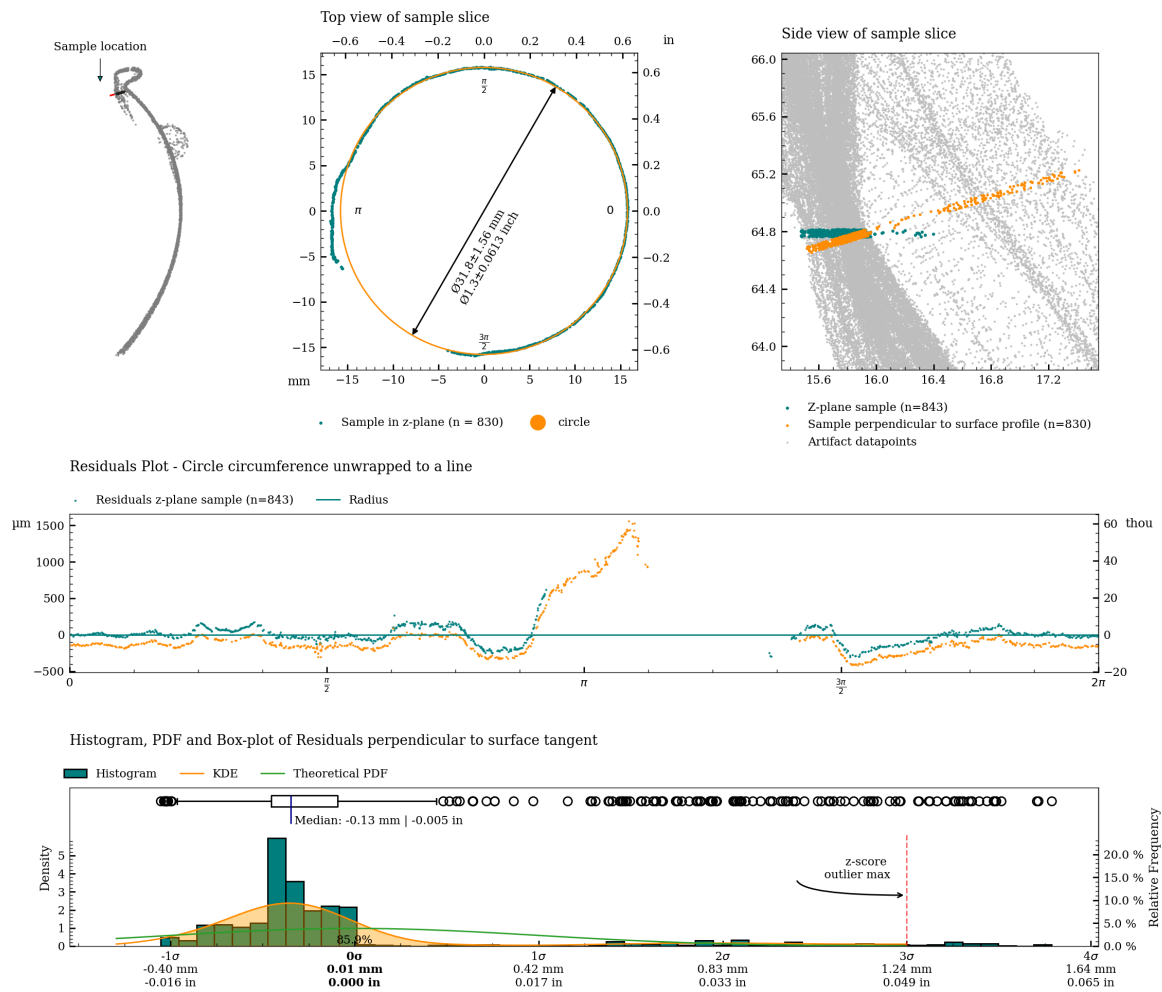 Sample location
Top view of sample slice
−0.6 −0.4 −0.2 0.0 0.2 0.4 0.6 in
15 10 5 0 −5 −10 −15
0.6 0.4 0.2 0.0 −0.2 −0.4 −0.6
π/2
π
0
3π/2
Ø31.8±1.56 mm
Ø1.3±0.0613 inch
mm −15 −10 −5 0 5 10 15
Sample in z-plane (n = 830) circle
Side view of sample slice
66.0 65.6 65.2 64.8 64.4 64.0
15.6 16.0 16.4 16.8 17.2
Z-plane sample (n=843)
Sample perpendicular to surface profile (n=830)
Artifact datapoints
Residuals Plot - Circle circumference unwrapped to a line
Residuals z-plane sample (n=843) Radius
µm 1500 1000 500 0 −500
60 thou 40 20 0 −20
0 π/2 π 3π/2 2π
Histogram, PDF and Box-plot of Residuals perpendicular to surface tangent
Histogram KDE Theoretical PDF
Median: -0.13 mm | -0.005 in
Density
5 4 3 2 1 0
z-score
outlier max
85.9%
Relative Frequency
20.0 % 15.0 % 10.0 % 5.0 % 0.0 %
-1σ 0σ 1σ 2σ 3σ 4σ
-0.40 mm 0.01 mm 0.42 mm 0.83 mm 1.24 mm 1.64 mm
-0.016 in 0.000 in 0.017 in 0.033 in 0.049 in 0.065 in